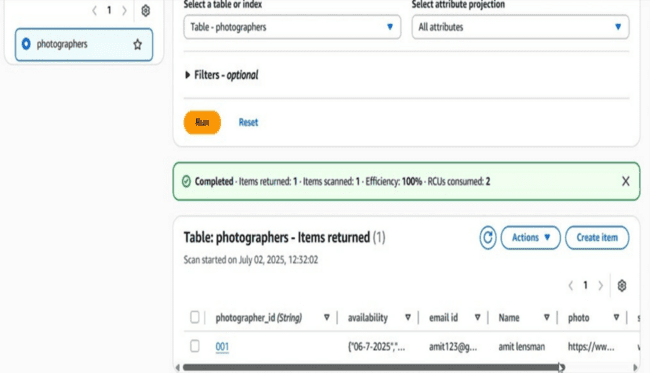 Select a table or index
Select attribute projection
1
photographers
Table - photographers
All attributes
Filters - optional
Run
Reset
Completed · Items returned: 1 · Items scanned: 1 · Efficiency: 100% · RCUs consumed: 2
Table: photographers - Items returned (1)
Actions
Create item
Scan started on July 02, 2025, 12:32:02
1
photographer_id (String)
availability
email id
Name
photo
s
001
{"06-7-2025","...
amit123@g...
amit lensman
https://ww...